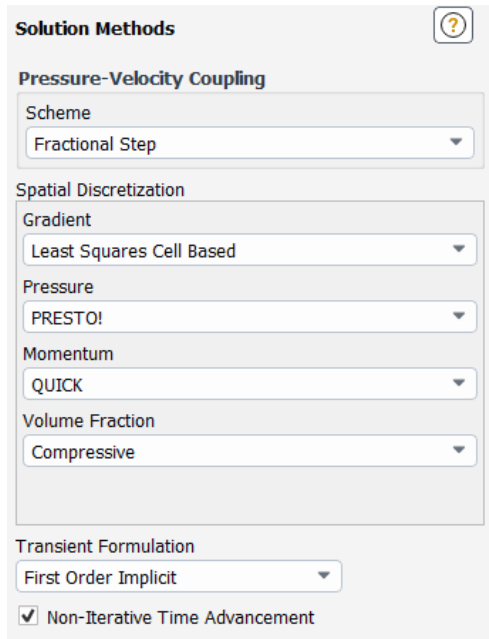 Solution Methods
?
Pressure-Velocity Coupling
Scheme
Fractional Step
Spatial Discretization
Gradient
Least Squares Cell Based
Pressure
PRESTO!
Momentum
QUICK
Volume Fraction
Compressive
Transient Formulation
First Order Implicit
Non-Iterative Time Advancement